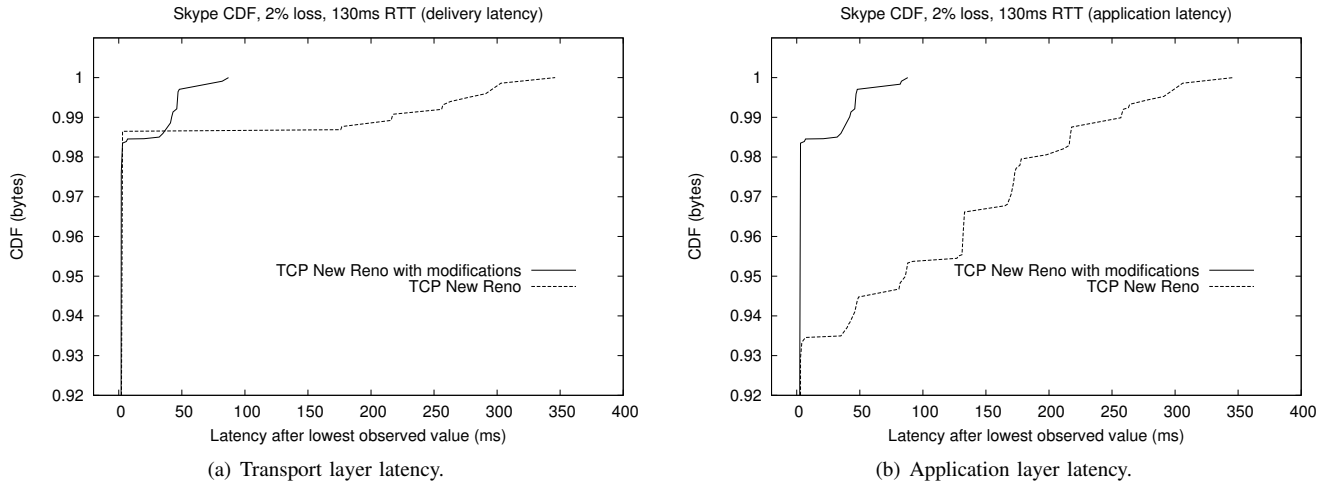 Skype CDF, 2% loss, 130ms RTT (delivery latency)
CDF (bytes)
1
0.99
0.98
0.97
0.96
0.95
0.94
0.93
0.92
TCP New Reno with modifications
TCP New Reno
0 50 100 150 200 250 300 350 400
Latency after lowest observed value (ms)
(a) Transport layer latency.
Skype CDF, 2% loss, 130ms RTT (application latency)
CDF (bytes)
1
0.99
0.98
0.97
0.96
0.95
0.94
0.93
0.92
TCP New Reno with modifications
TCP New Reno
0 50 100 150 200 250 300 350 400
Latency after lowest observed value (ms)
(b) Application layer latency.